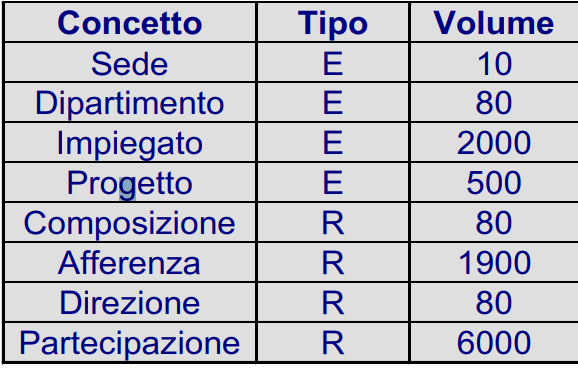 Concetto Tipo Volume
Sede E 10
Dipartimento E 80
Impiegato E 2000
Progetto E 500
Composizione R 80
Afferenza R 1900
Direzione R 80
Partecipazione R 6000